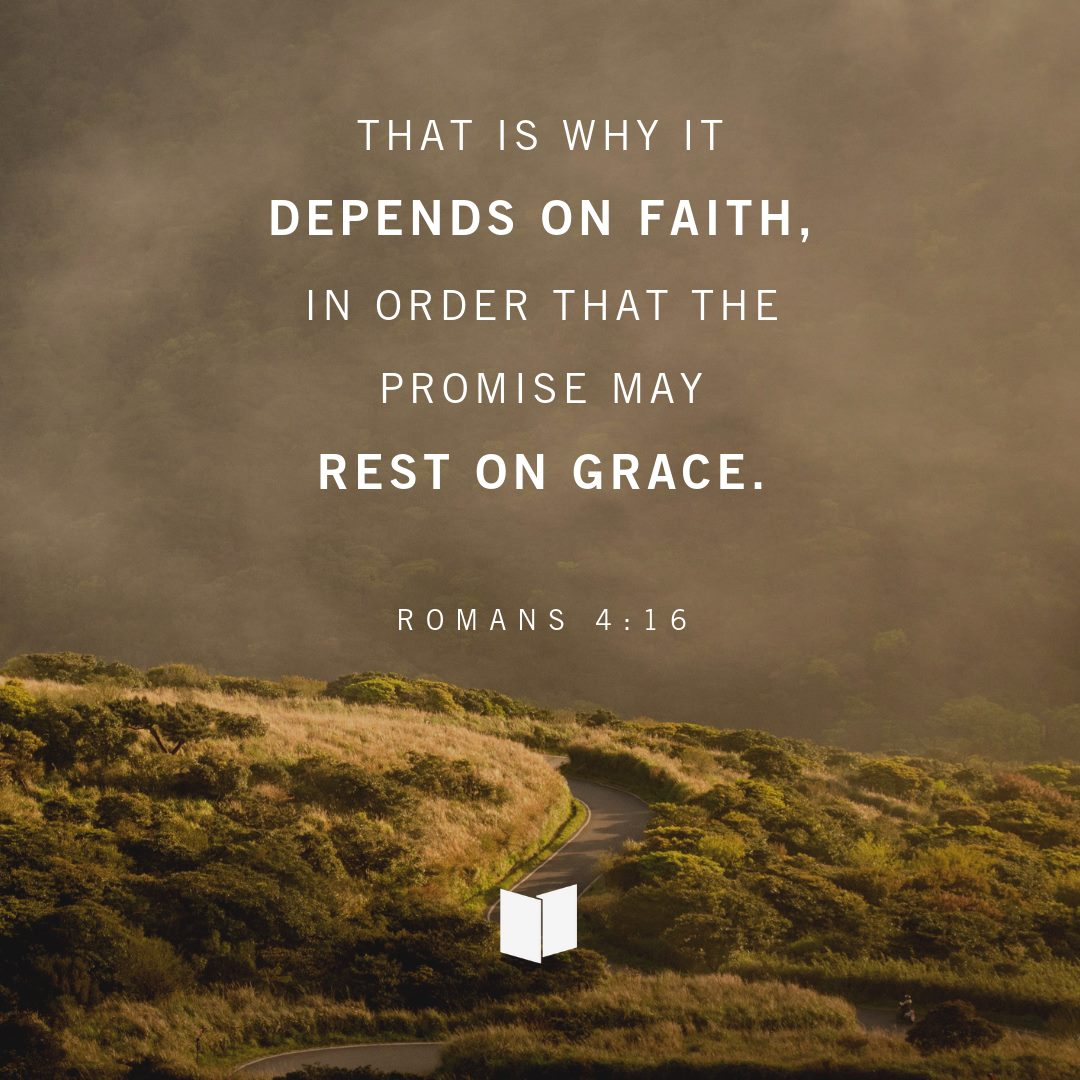 THAT IS WHY IT
DEPENDS ON FAITH,
IN ORDER THAT THE
PROMISE MAY
REST ON GRACE.
ROMANS 4:16